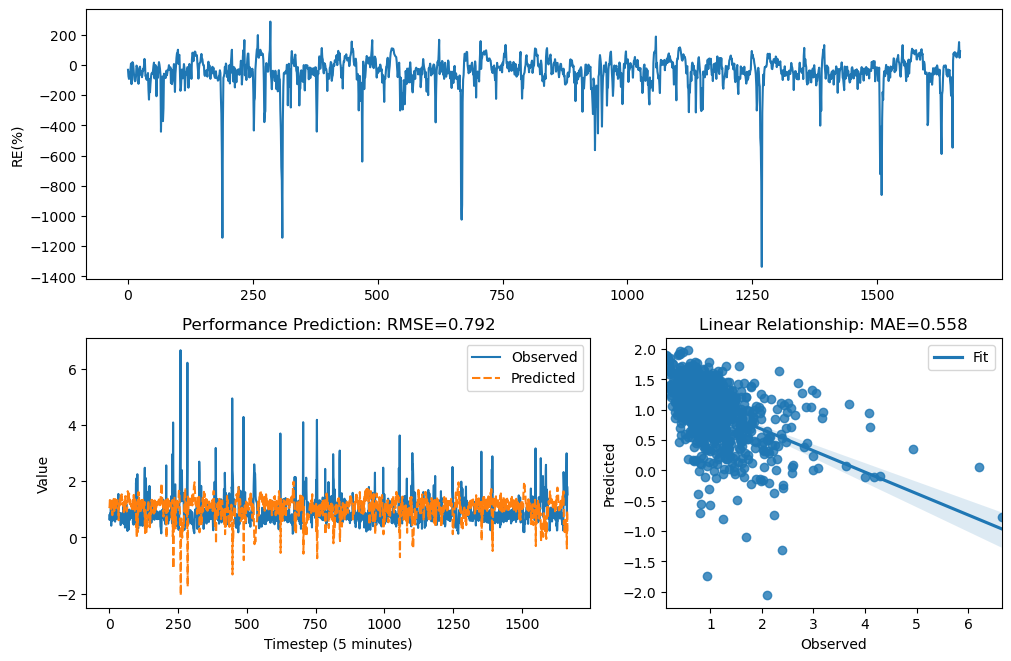 RE(%)
200
0
−200
−400
−600
−800
−1000
−1200
−1400
0 250 500 750 1000 1250 1500
Performance Prediction: RMSE=0.792
Value
6
4
2
0
−2
Observed
Predicted
0 250 500 750 1000 1250 1500
Timestep (5 minutes)
Linear Relationship: MAE=0.558
Predicted
2.0
1.5
1.0
0.5
0.0
−0.5
−1.0
−1.5
−2.0
Fit
1 2 3 4 5 6
Observed